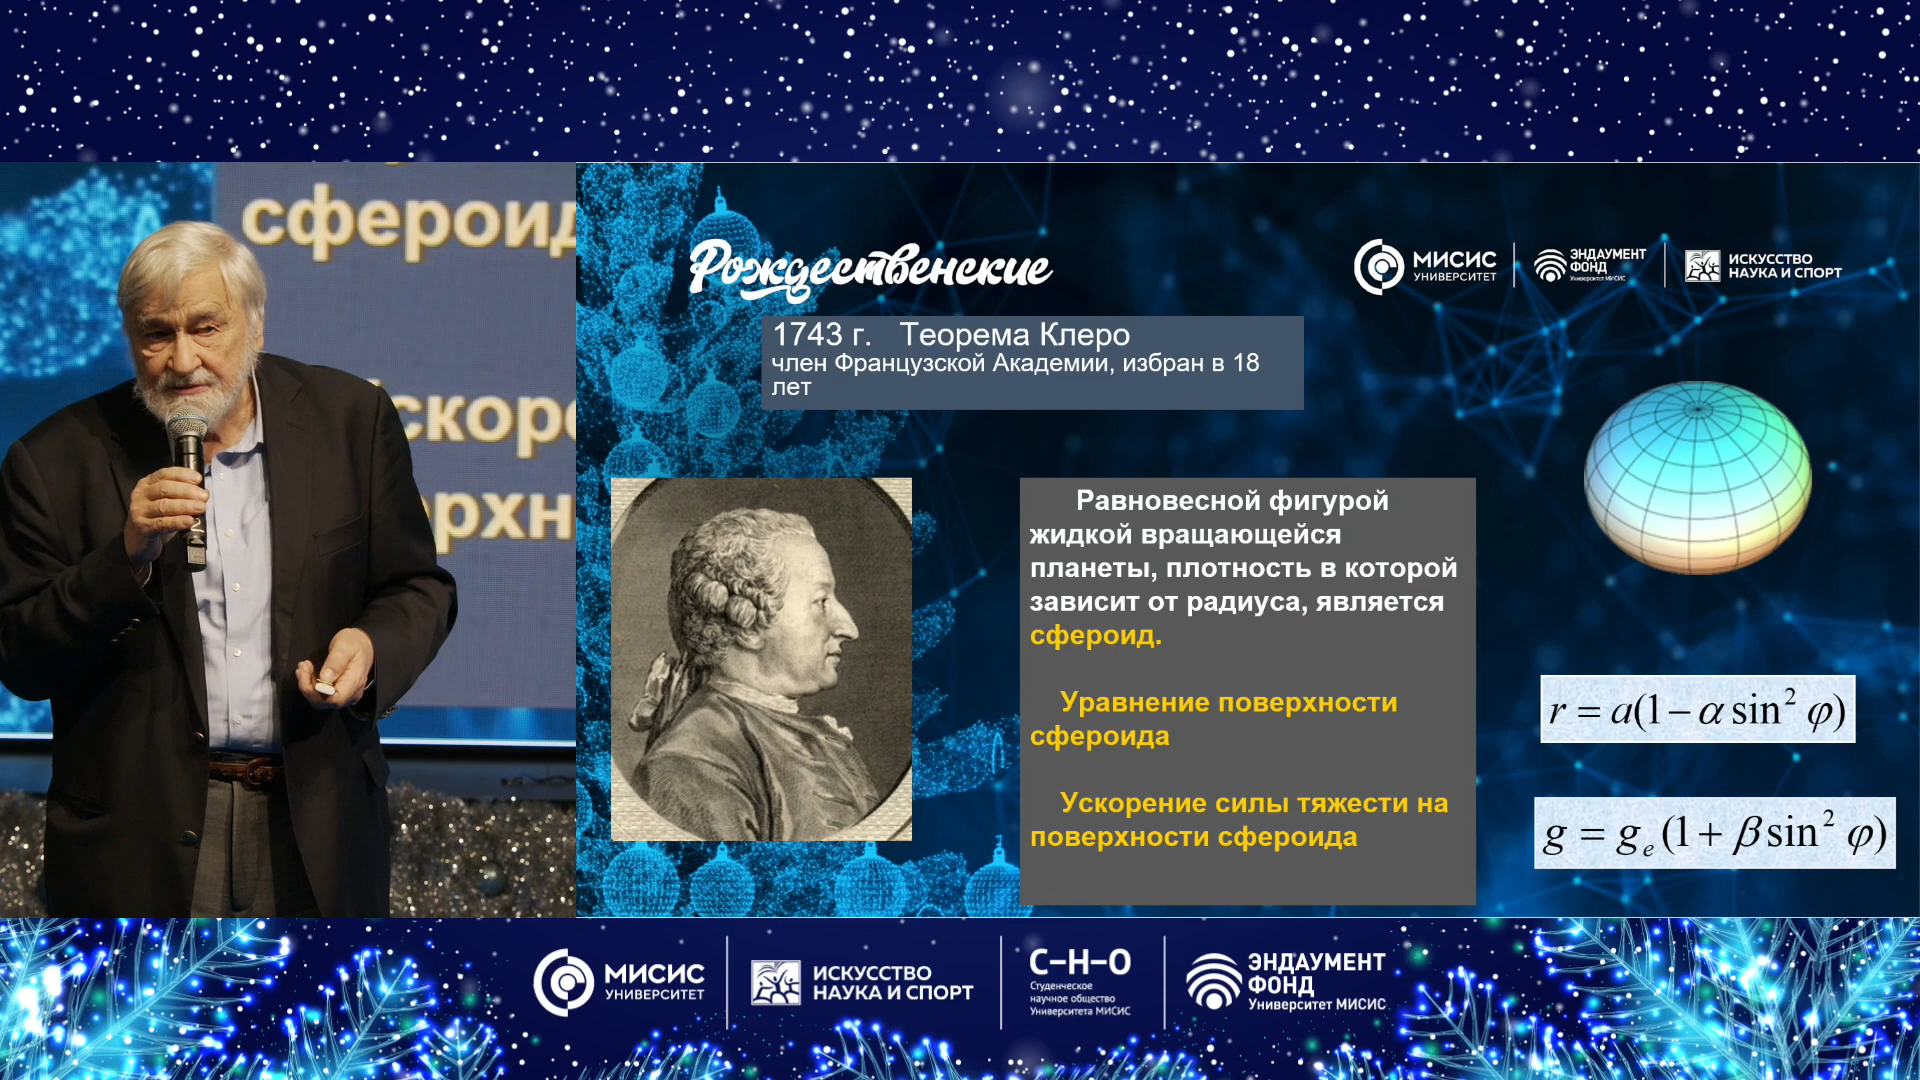 сфероид
скоро
рхн
Рождественские
МИСИС
УНИВЕРСИТЕТ
ЭНДАУМЕНТ
ФОНД
Университет МИСИС
ИСКУССТВО
НАУКА И СПОРТ
1743 г. Теорема Клеро
член Французской Академии, избран в 18
лет
Равновесной фигурой
жидкой вращающейся
планеты, плотность в которой
зависит от радиуса, является
сфероид.
Уравнение поверхности
сфероида
Ускорение силы тяжести на
поверхности сфероида
r = a(1 − α sin² φ)
g = gₑ(1 + β sin² φ)
МИСИС
УНИВЕРСИТЕТ
ИСКУССТВО
НАУКА И СПОРТ
С–Н–О
Студенческое
научное общество
Университета МИСИС
ЭНДАУМЕНТ
ФОНД
Университет МИСИС